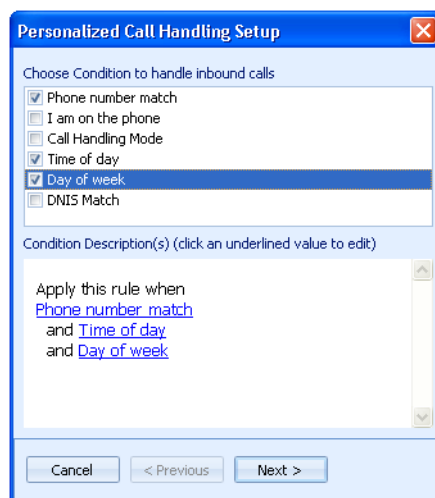 Personalized Call Handling Setup
Choose Condition to handle inbound calls
Phone number match
I am on the phone
Call Handling Mode
Time of day
Day of week
DNIS Match
Condition Description(s) (click an underlined value to edit)
Apply this rule when
Phone number match
and Time of day
and Day of week
Cancel
< Previous
Next >